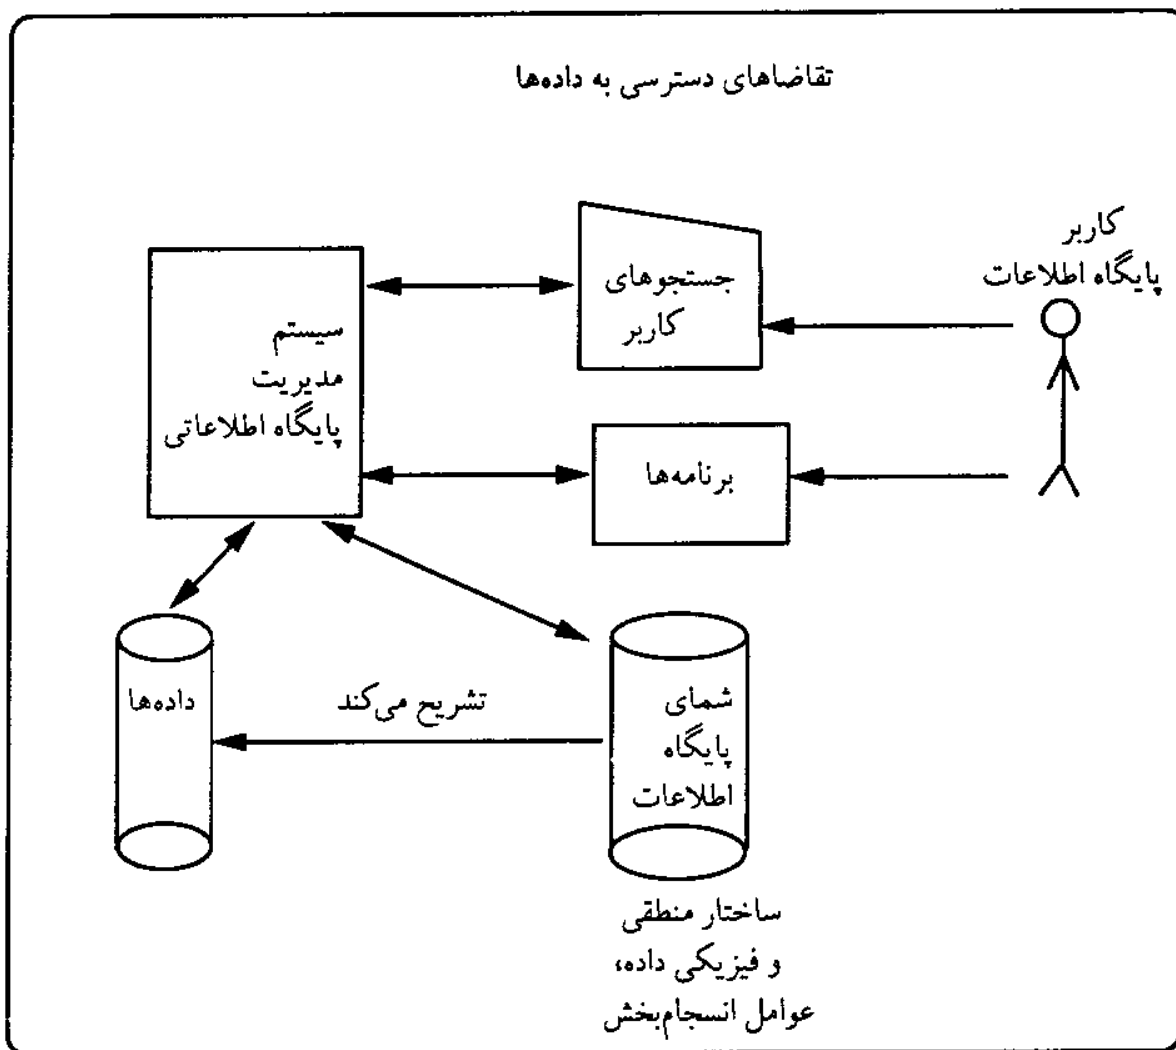 تقاضاهای دسترسی به داده‌ها
کاربر
پایگاه اطلاعات
جستجوهای
کاربر
سیستم
مدیریت
پایگاه اطلاعاتی
برنامه‌ها
داده‌ها
تشریح می‌کند
شمای
پایگاه
اطلاعات
ساختار منطقی
و فیزیکی داده،
عوامل انسجام‌بخش